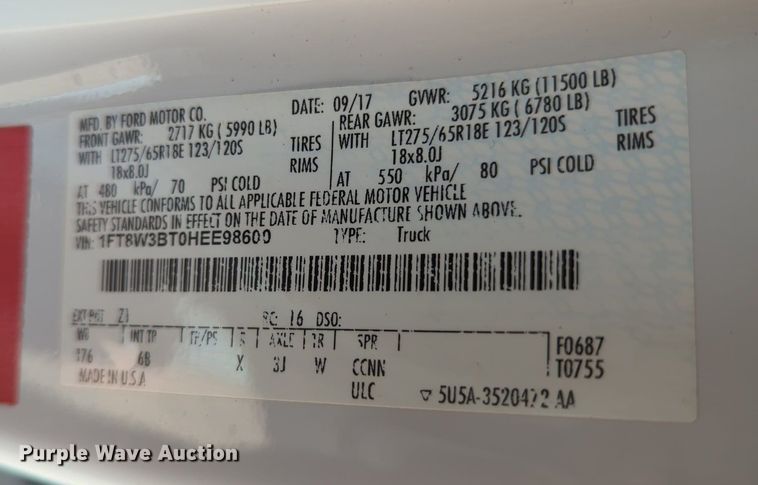 MFD. BY FORD MOTOR CO.
DATE: 09/17 GVWR: 5216 KG (11500 LB)
FRONT GAWR: 2717 KG ( 5990 LB) REAR GAWR: 3075 KG ( 6780 LB)
WITH LT275/65R18E 123/120S TIRES WITH LT275/65R18E 123/120S TIRES
18x8.0J RIMS 18x8.0J RIMS
AT 480 kPa/ 70 PSI COLD AT 550 kPa/ 80 PSI COLD
THIS VEHICLE CONFORMS TO ALL APPLICABLE FEDERAL MOTOR VEHICLE
SAFETY STANDARDS IN EFFECT ON THE DATE OF MANUFACTURE SHOWN ABOVE.
VIN: 1FT8W3BT0HEE98600 TYPE: Truck
EXT PNT Z1 RC: 16 DSO:
WB INT TR TP/PS R AXLE TR SPR F0687
176 6B X 3J W CCNN T0755
MADE IN U.S.A ULC
5U5A-3520472 AA
Purple Wave Auction